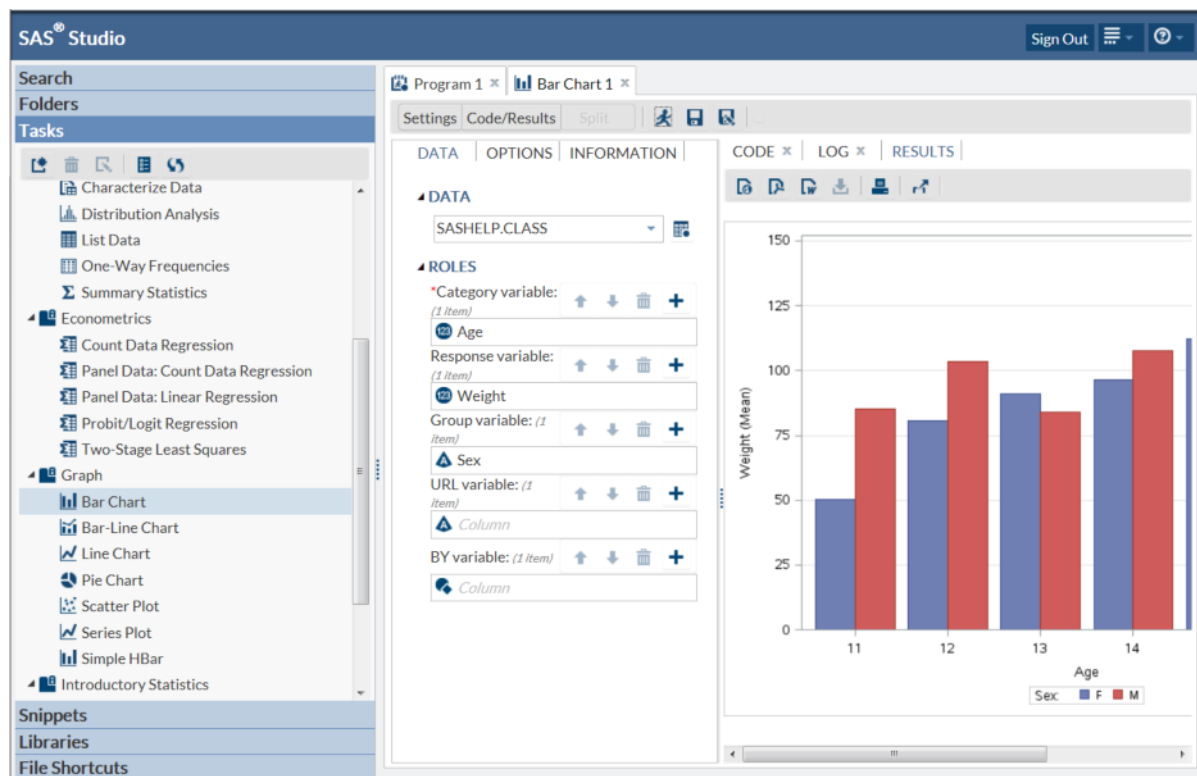 SAS® Studio
Sign Out
Search
Folders
Tasks
Characterize Data
Distribution Analysis
List Data
One-Way Frequencies
Summary Statistics
Econometrics
Count Data Regression
Panel Data: Count Data Regression
Panel Data: Linear Regression
Probit/Logit Regression
Two-Stage Least Squares
Graph
Bar Chart
Bar-Line Chart
Line Chart
Pie Chart
Scatter Plot
Series Plot
Simple HBar
Introductory Statistics
Snippets
Libraries
File Shortcuts
Program 1
Bar Chart 1
Settings Code/Results Split
DATA OPTIONS INFORMATION
DATA
SASHELP.CLASS
ROLES
*Category variable:
(1 item)
123 Age
Response variable:
(1 item)
123 Weight
Group variable: (1
item)
A Sex
URL variable: (1
item)
A Column
BY variable: (1 item)
Column
CODE LOG RESULTS
150
125
100
75
50
25
0
Weight (Mean)
11 12 13 14
Age
Sex: F M